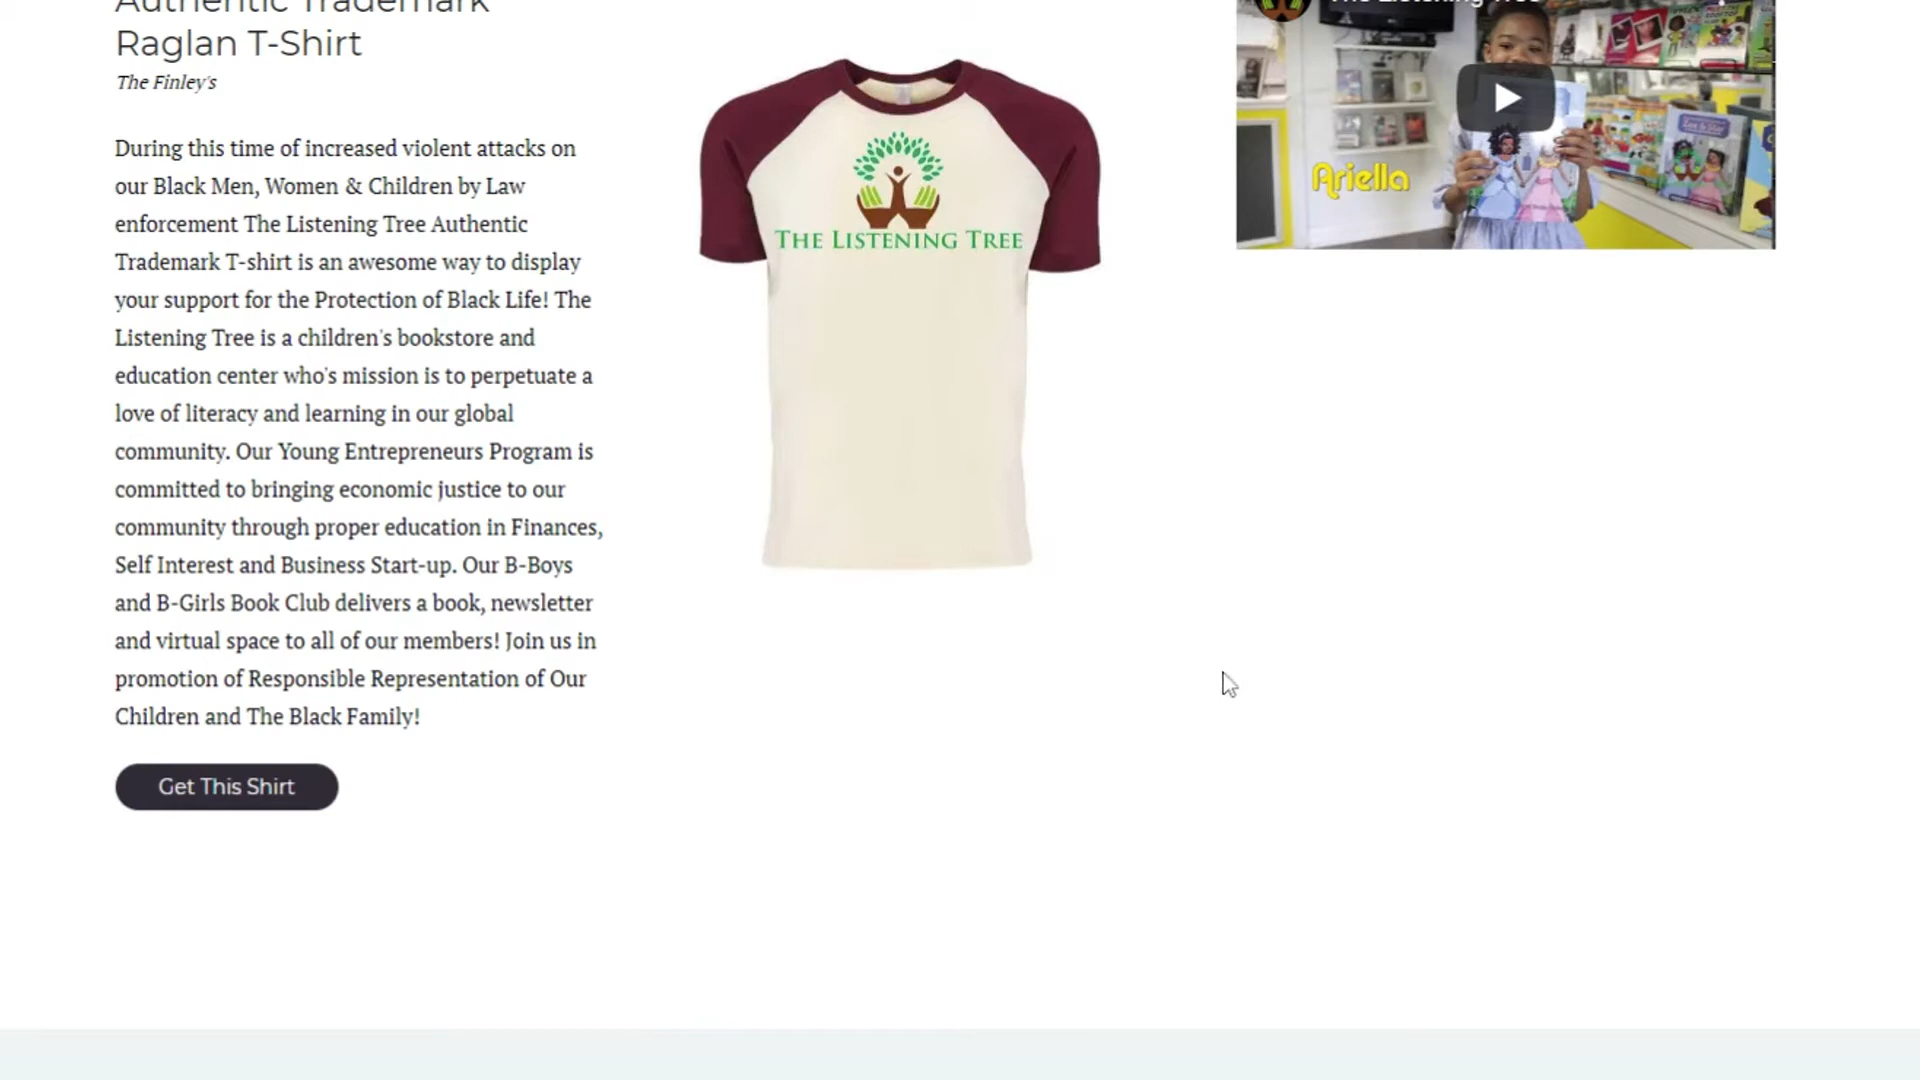 Authentic Trademark
Raglan T-Shirt
The Finley's
During this time of increased violent attacks on
our Black Men, Women & Children by Law
enforcement The Listening Tree Authentic
Trademark T-shirt is an awesome way to display
your support for the Protection of Black Life! The
Listening Tree is a children's bookstore and
education center who's mission is to perpetuate a
love of literacy and learning in our global
community. Our Young Entrepreneurs Program is
committed to bringing economic justice to our
community through proper education in Finances,
Self Interest and Business Start-up. Our B-Boys
and B-Girls Book Club delivers a book, newsletter
and virtual space to all of our members! Join us in
promotion of Responsible Representation of Our
Children and The Black Family!
Get This Shirt
THE LISTENING TREE
The Listening Tree
Ariella